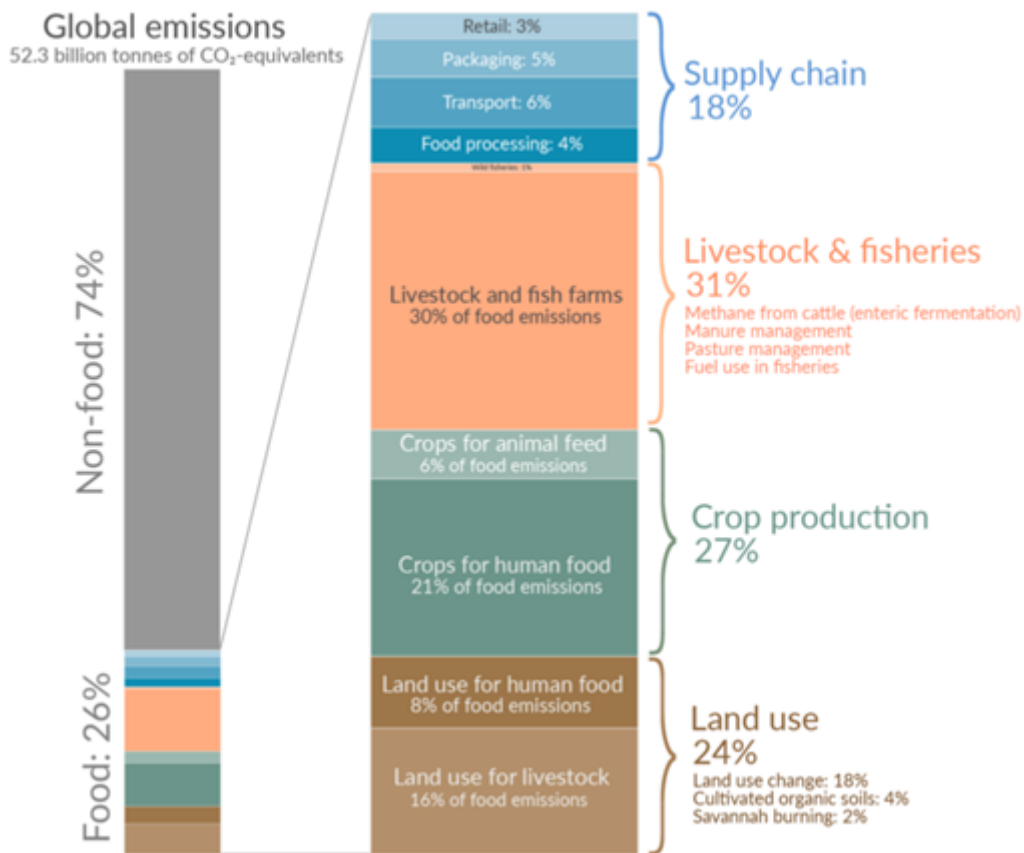 Global emissions
52.3 billion tonnes of CO₂-equivalents
Non-food: 74%
Food: 26%
Retail: 3%
Packaging: 5%
Transport: 6%
Food processing: 4%
Wild fisheries: 1%
Livestock and fish farms
30% of food emissions
Crops for animal feed
6% of food emissions
Crops for human food
21% of food emissions
Land use for human food
8% of food emissions
Land use for livestock
16% of food emissions
Supply chain
18%
Livestock & fisheries
31%
Methane from cattle (enteric fermentation)
Manure management
Pasture management
Fuel use in fisheries
Crop production
27%
Land use
24%
Land use change: 18%
Cultivated organic soils: 4%
Savannah burning: 2%